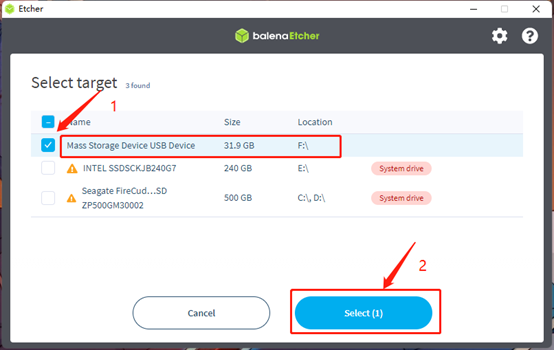 Etcher
balenaEtcher
Select target 3 found
1
Name Size Location
Mass Storage Device USB Device 31.9 GB F:\
INTEL SSDSCKJB240G7 240 GB E:\ System drive
Seagate FireCud...SD
ZP500GM30002 500 GB C:\, D:\ System drive
2
Cancel Select (1)